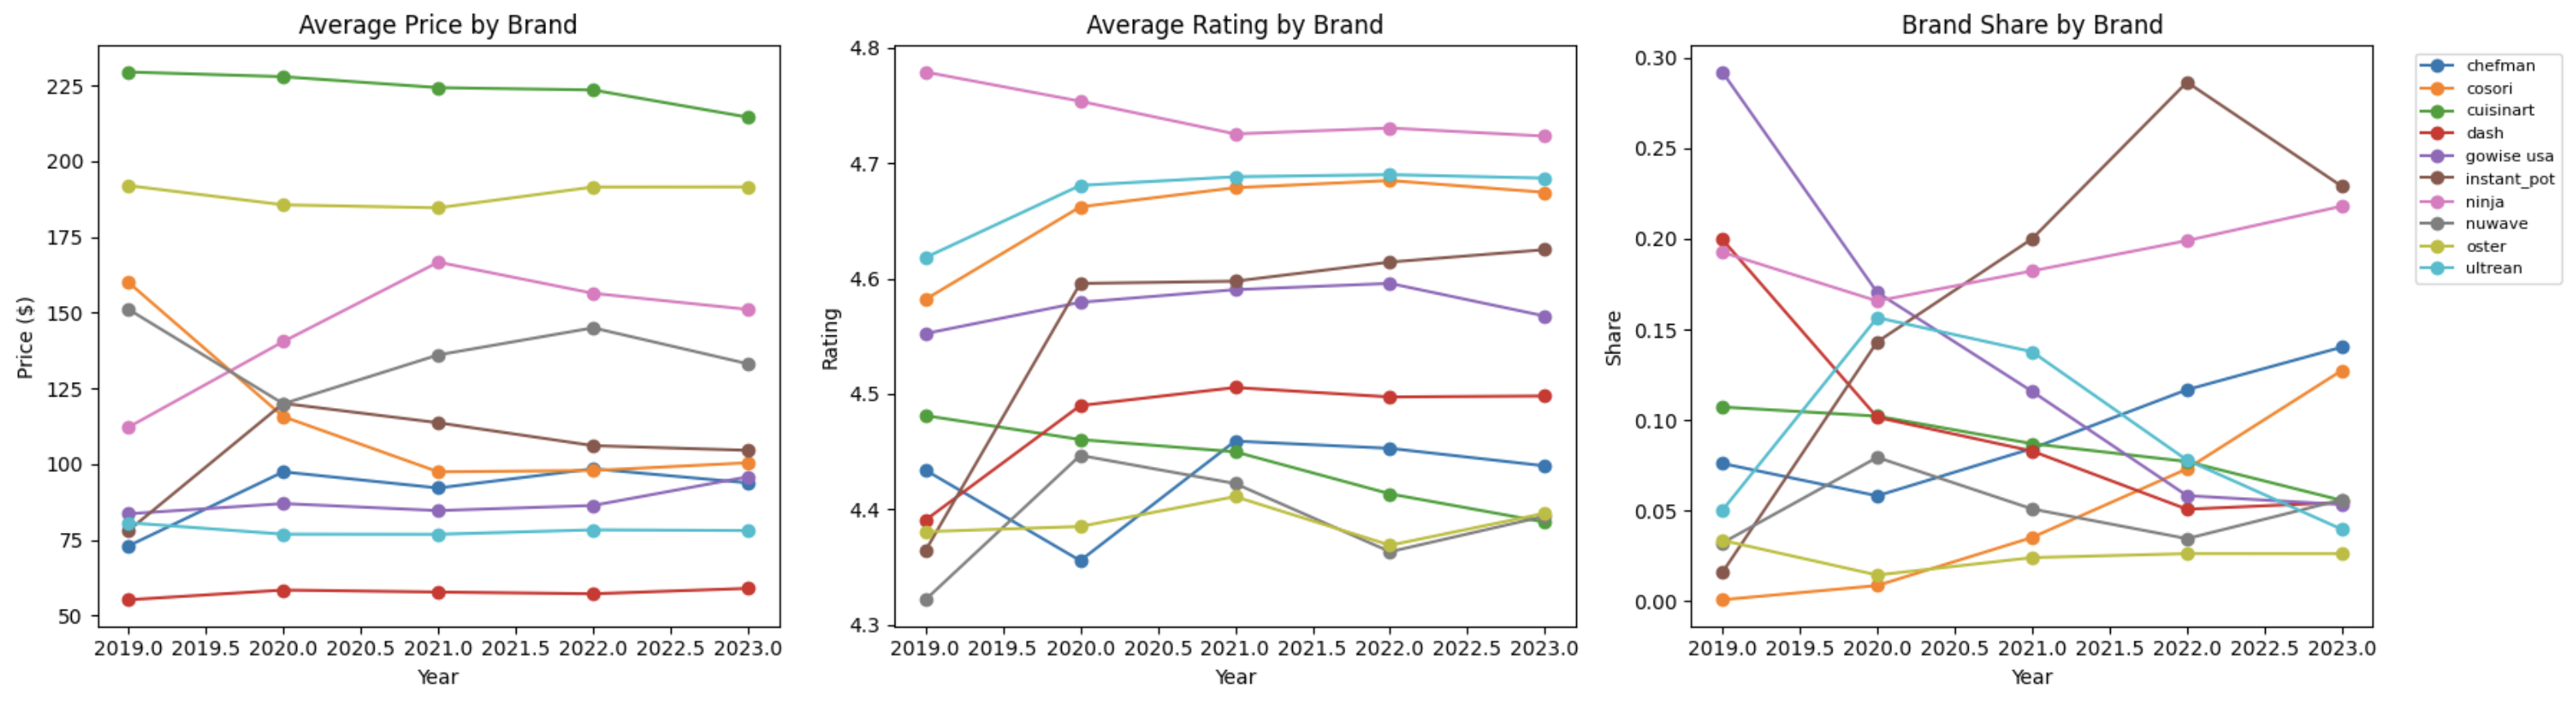 Average Price by Brand
225
200
175
150
125
100
75
50
Price ($)
2019.0 2019.5 2020.0 2020.5 2021.0 2021.5 2022.0 2022.5 2023.0
Year
Average Rating by Brand
4.8
4.7
4.6
4.5
4.4
4.3
Rating
2019.0 2019.5 2020.0 2020.5 2021.0 2021.5 2022.0 2022.5 2023.0
Year
Brand Share by Brand
0.30
0.25
0.20
0.15
0.10
0.05
0.00
Share
2019.0 2019.5 2020.0 2020.5 2021.0 2021.5 2022.0 2022.5 2023.0
Year
chefman
cosori
cuisinart
dash
gowise usa
instant_pot
ninja
nuwave
oster
ultrean